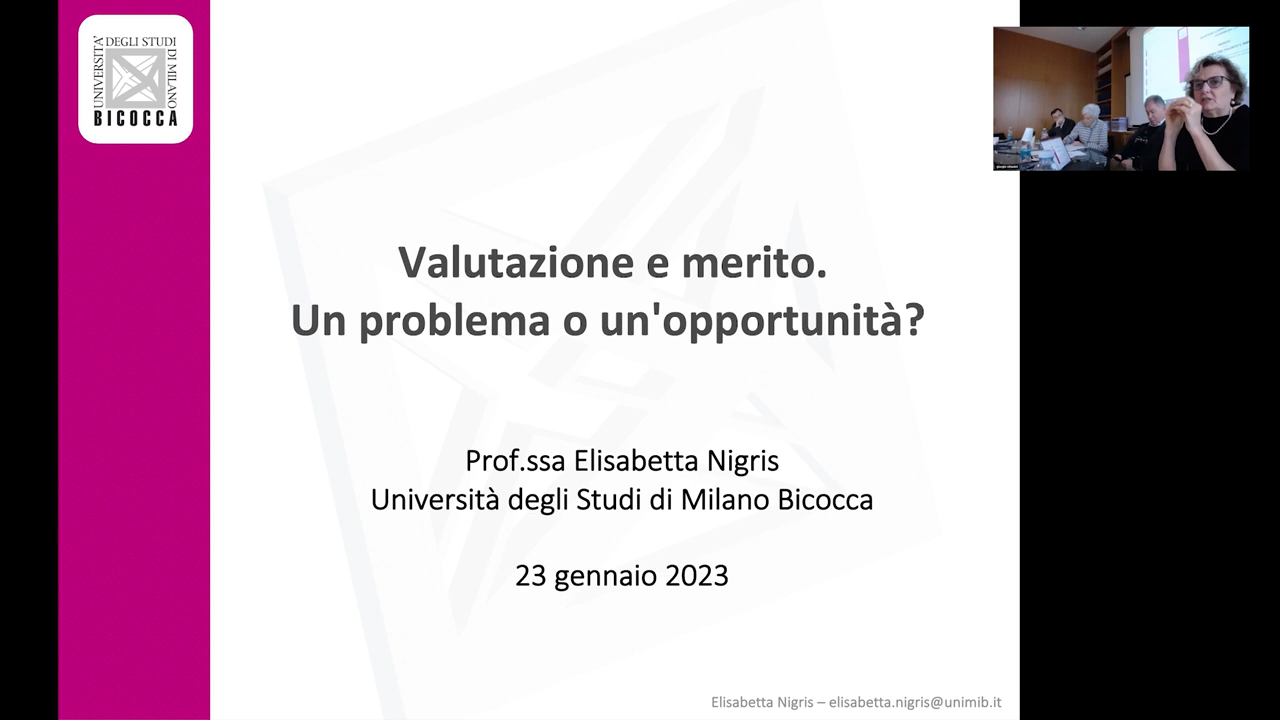 UNIVERSITA'
DEGLI STUDI
DI MILANO
BICOCCA
Valutazione e merito.
Un problema o un'opportunità?
Prof.ssa Elisabetta Nigris
Università degli Studi di Milano Bicocca
23 gennaio 2023
Elisabetta Nigris – elisabetta.nigris@unimib.it